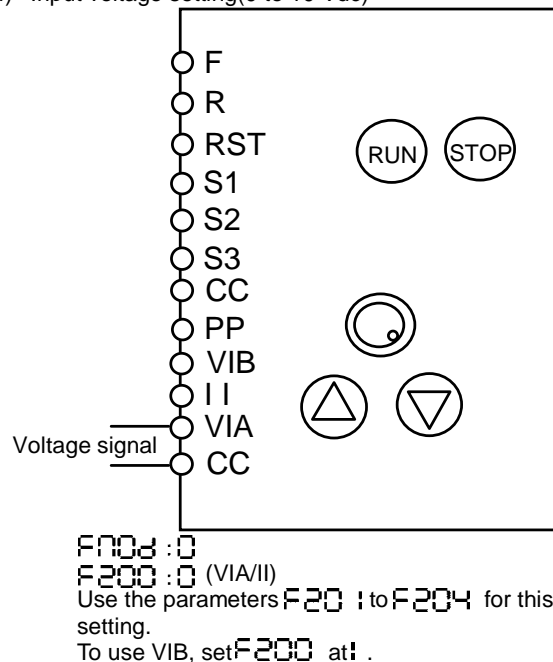 Input voltage setting(0 to 10 Vdc)
F
R
RST
RUN
STOP
S1
S2
S3
CC
PP
VIB
I I
VIA
Voltage signal
CC
FMOd :0
F200 :0 (VIA/II)
Use the parameters F201 to F204 for this
setting.
To use VIB, set F200 at 1 .